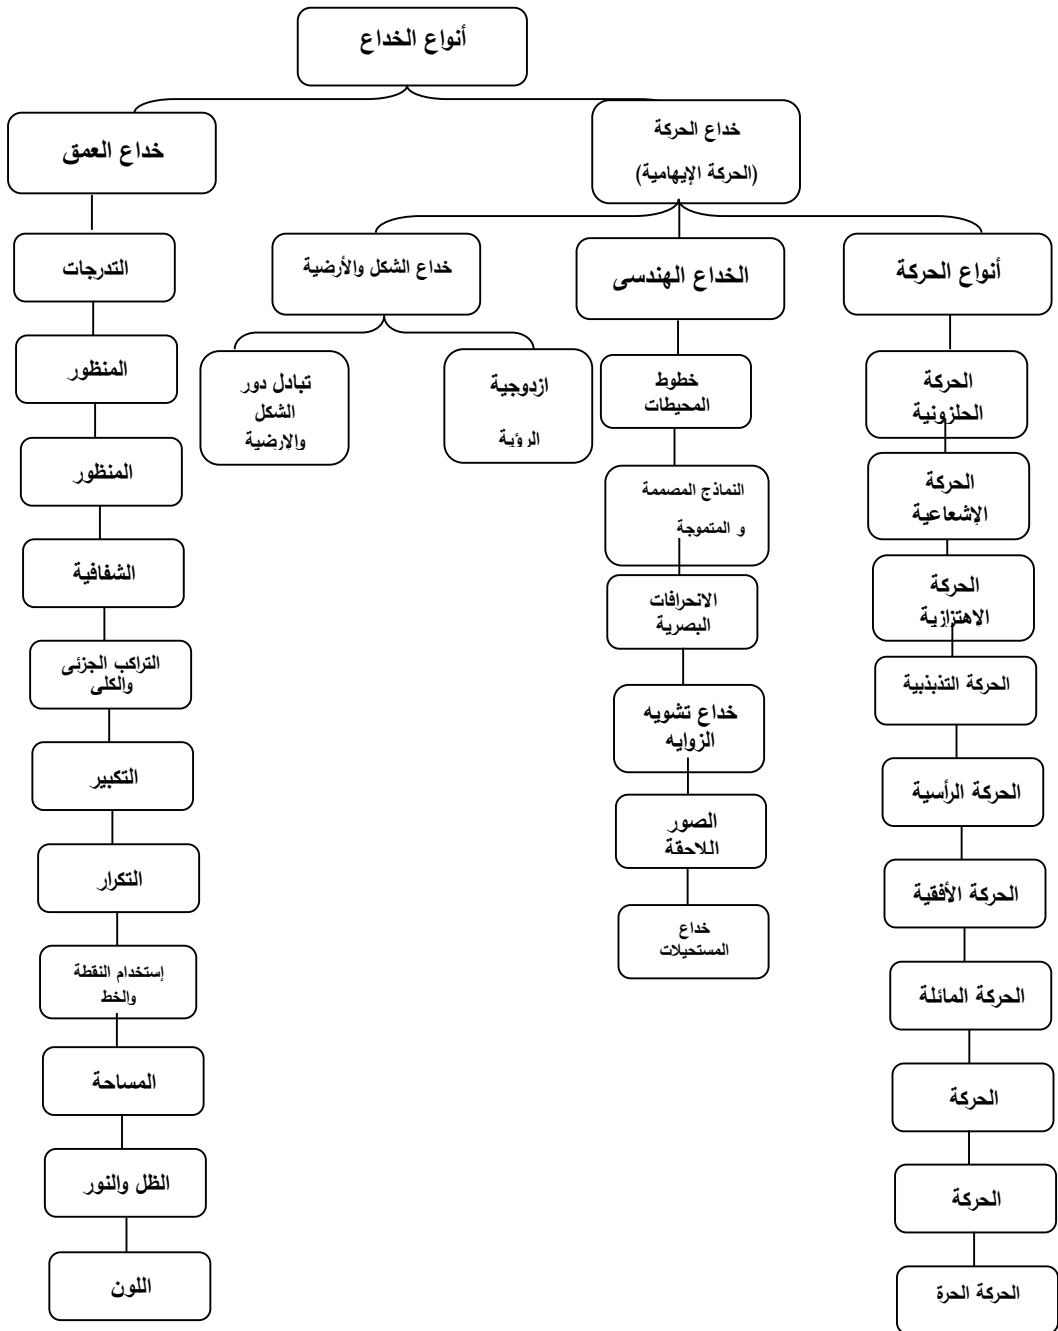 أنواع الخداع
خداع الحركة
(الحركة الإيهامية)
خداع العمق
أنواع الحركة
الخداع الهندسى
خداع الشكل والأرضية
التدرجات
الحركة
الحلزونية
الحركة
الإشعاعية
الحركة
الاهتزازية
الحركة التذبذبية
الحركة الرأسية
الحركة الأفقية
الحركة المائلة
الحركة
الحركة
الحركة الحرة
خطوط
المحيطات
النماذج المصممة
و المتموجة
الانحرافات
البصرية
خداع تشويه
الزوايه
الصور
اللاحقة
خداع
المستحيلات
ازدوجية
الرؤية
تبادل دور
الشكل
والارضية
المنظور
المنظور
الشفافية
التراكب الجزئى
والكلى
التكبير
التكرار
إستخدام النقطة
والخط
المساحة
الظل والنور
اللون